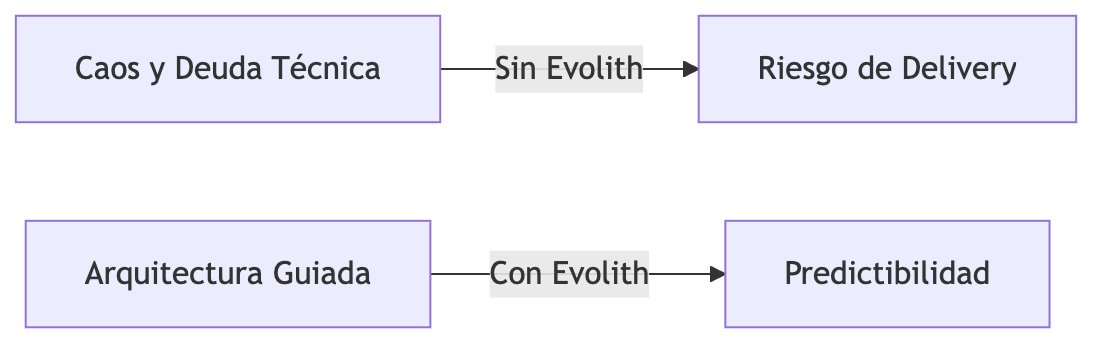 Caos y Deuda Técnica
Sin Evolith
Riesgo de Delivery
Arquitectura Guiada
Con Evolith
Predictibilidad